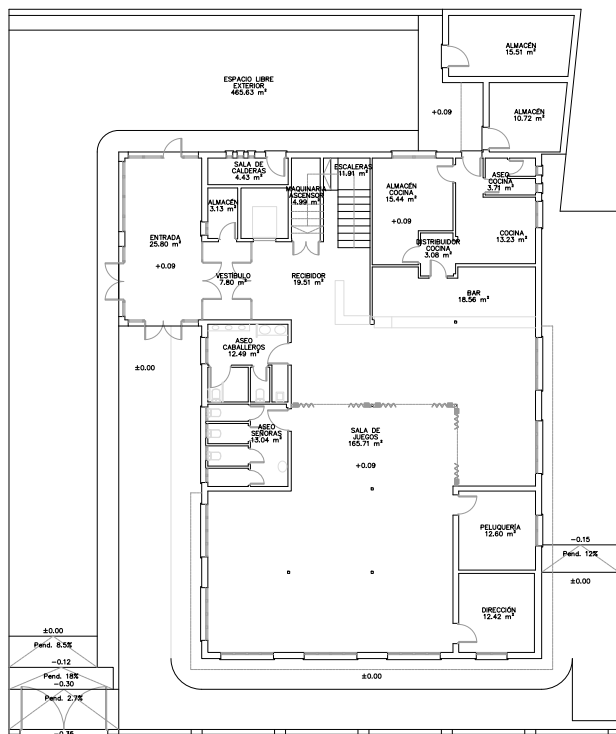 ALMACÉN
15.51 m²
ESPACIO LIBRE
EXTERIOR
465.63 m²
+0.09
ALMACÉN
10.72 m²
SALA DE
CALDERAS
4.43 m²
ESCALERAS
11.91 m²
ASEO
COCINA
3.71 m²
MAQUINARIA
ASCENSOR
4.99 m²
ALMACÉN
COCINA
15.44 m²
+0.09
ALMACÉN
3.13 m²
ENTRADA
25.80 m²
+0.09
COCINA
13.23 m²
DISTRIBUIDOR
COCINA
3.08 m²
VESTÍBULO
7.80 m²
RECIBIDOR
19.51 m²
BAR
18.56 m²
ASEO
CABALLEROS
12.49 m²
±0.00
ASEO
SEÑORAS
13.04 m²
SALA DE
JUEGOS
165.71 m²
+0.09
PELUQUERÍA
12.60 m²
-0.15
Pend. 12%
±0.00
DIRECCIÓN
12.42 m²
±0.00
Pend. 8.5%
-0.12
Pend. 18%
-0.30
Pend. 2.7%
±0.00
-0.35